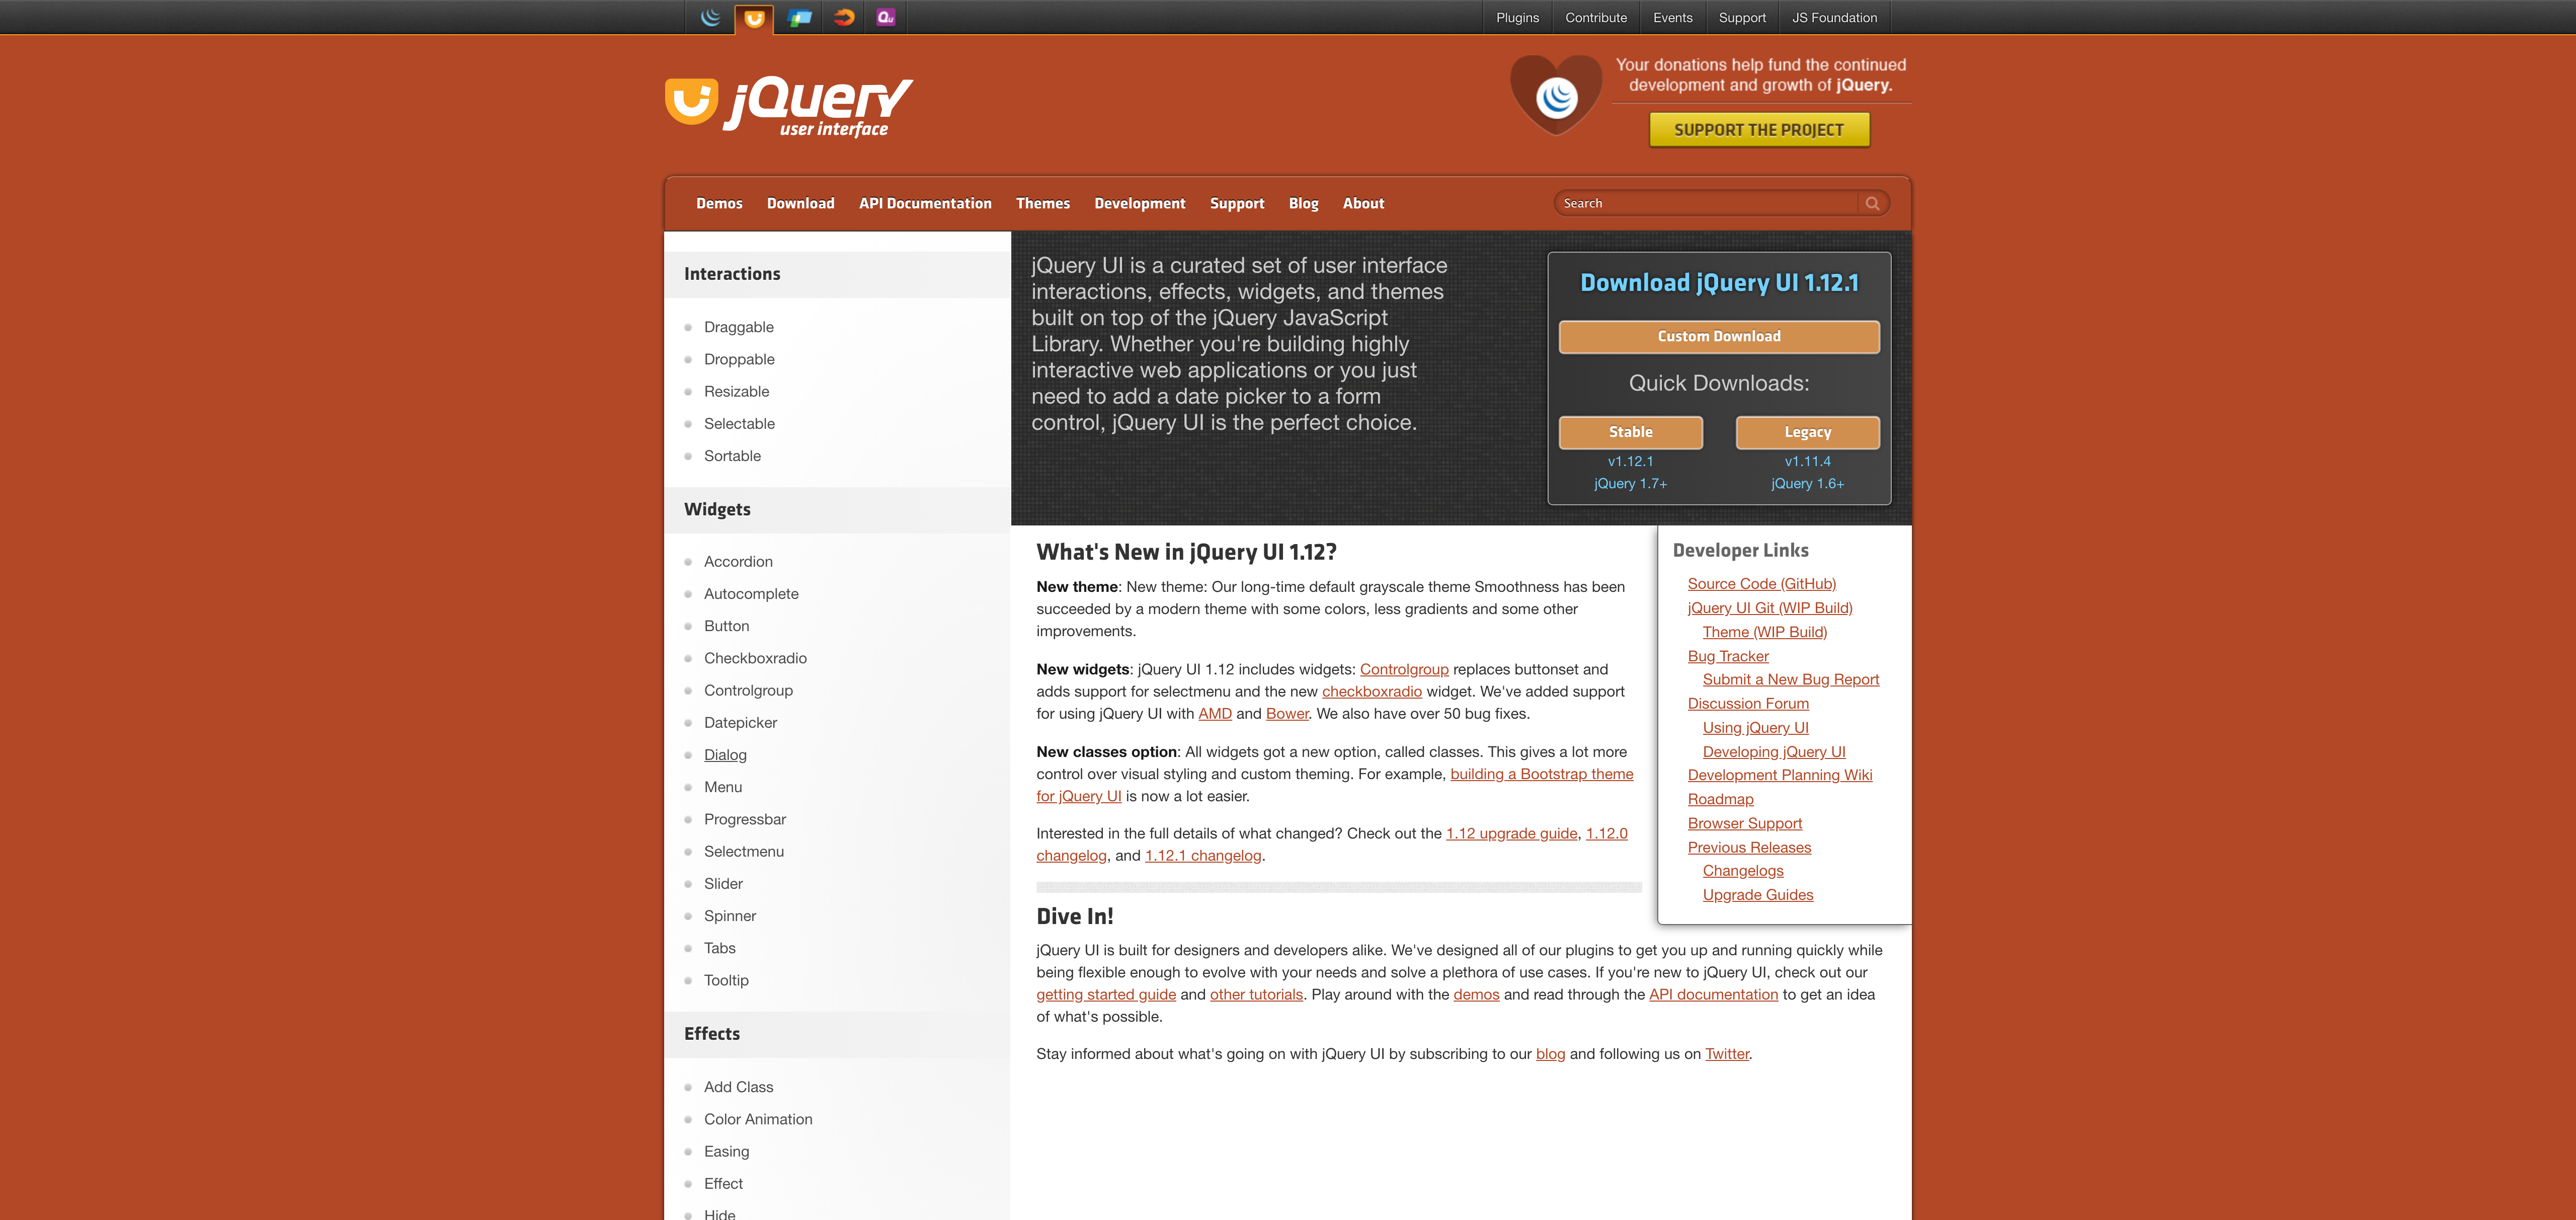 Qu
Plugins
Contribute
Events
Support
JS Foundation
jQuery
user interface
Your donations help fund the continued
development and growth of jQuery.
SUPPORT THE PROJECT
Demos
Download
API Documentation
Themes
Development
Support
Blog
About
Search
Interactions
Draggable
Droppable
Resizable
Selectable
Sortable
Widgets
Accordion
Autocomplete
Button
Checkboxradio
Controlgroup
Datepicker
Dialog
Menu
Progressbar
Selectmenu
Slider
Spinner
Tabs
Tooltip
Effects
Add Class
Color Animation
Easing
Effect
Hide
jQuery UI is a curated set of user interface
interactions, effects, widgets, and themes
built on top of the jQuery JavaScript
Library. Whether you're building highly
interactive web applications or you just
need to add a date picker to a form
control, jQuery UI is the perfect choice.
Download jQuery UI 1.12.1
Custom Download
Quick Downloads:
Stable
v1.12.1
jQuery 1.7+
Legacy
v1.11.4
jQuery 1.6+
What's New in jQuery UI 1.12?
New theme: New theme: Our long-time default grayscale theme Smoothness has been
succeeded by a modern theme with some colors, less gradients and some other
improvements.
New widgets: jQuery UI 1.12 includes widgets: Controlgroup replaces buttonset and
adds support for selectmenu and the new checkboxradio widget. We've added support
for using jQuery UI with AMD and Bower. We also have over 50 bug fixes.
New classes option: All widgets got a new option, called classes. This gives a lot more
control over visual styling and custom theming. For example, building a Bootstrap theme
for jQuery UI is now a lot easier.
Interested in the full details of what changed? Check out the 1.12 upgrade guide, 1.12.0
changelog, and 1.12.1 changelog.
Developer Links
Source Code (GitHub)
jQuery UI Git (WIP Build)
Theme (WIP Build)
Bug Tracker
Submit a New Bug Report
Discussion Forum
Using jQuery UI
Developing jQuery UI
Development Planning Wiki
Roadmap
Browser Support
Previous Releases
Changelogs
Upgrade Guides
Dive In!
jQuery UI is built for designers and developers alike. We've designed all of our plugins to get you up and running quickly while
being flexible enough to evolve with your needs and solve a plethora of use cases. If you're new to jQuery UI, check out our
getting started guide and other tutorials. Play around with the demos and read through the API documentation to get an idea
of what's possible.
Stay informed about what's going on with jQuery UI by subscribing to our blog and following us on Twitter.